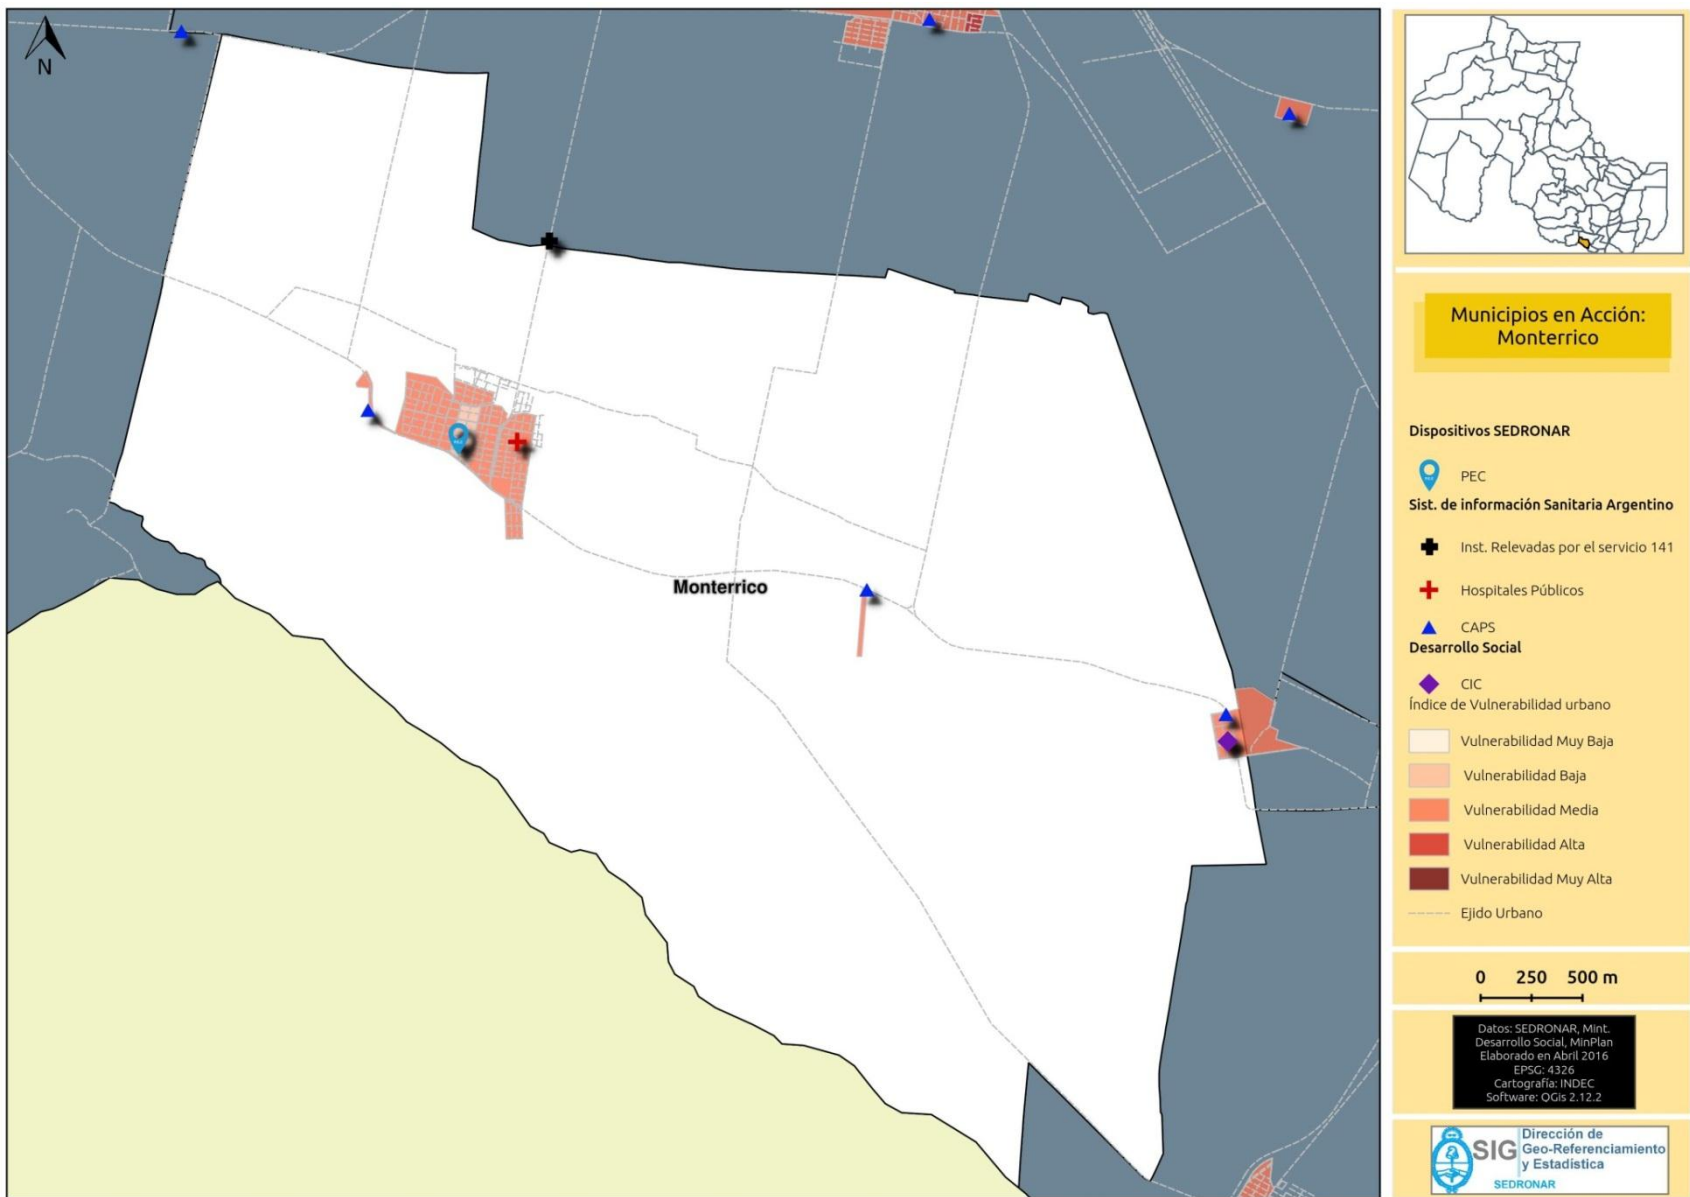 N
Monterrico
Municipios en Acción:
Monterrico
Dispositivos SEDRONAR
PEC
Sist. de información Sanitaria Argentino
Inst. Relevadas por el servicio 141
Hospitales Públicos
CAPS
Desarrollo Social
CIC
Índice de Vulnerabilidad urbano
Vulnerabilidad Muy Baja
Vulnerabilidad Baja
Vulnerabilidad Media
Vulnerabilidad Alta
Vulnerabilidad Muy Alta
Ejido Urbano
0 250 500 m
Datos: SEDRONAR, Mint.
Desarrollo Social, MinPlan
Elaborado en Abril 2016
EPSG: 4326
Cartografía: INDEC
Software: QGis 2.12.2
SIG
Dirección de
Geo-Referenciamiento
y Estadística
SEDRONAR